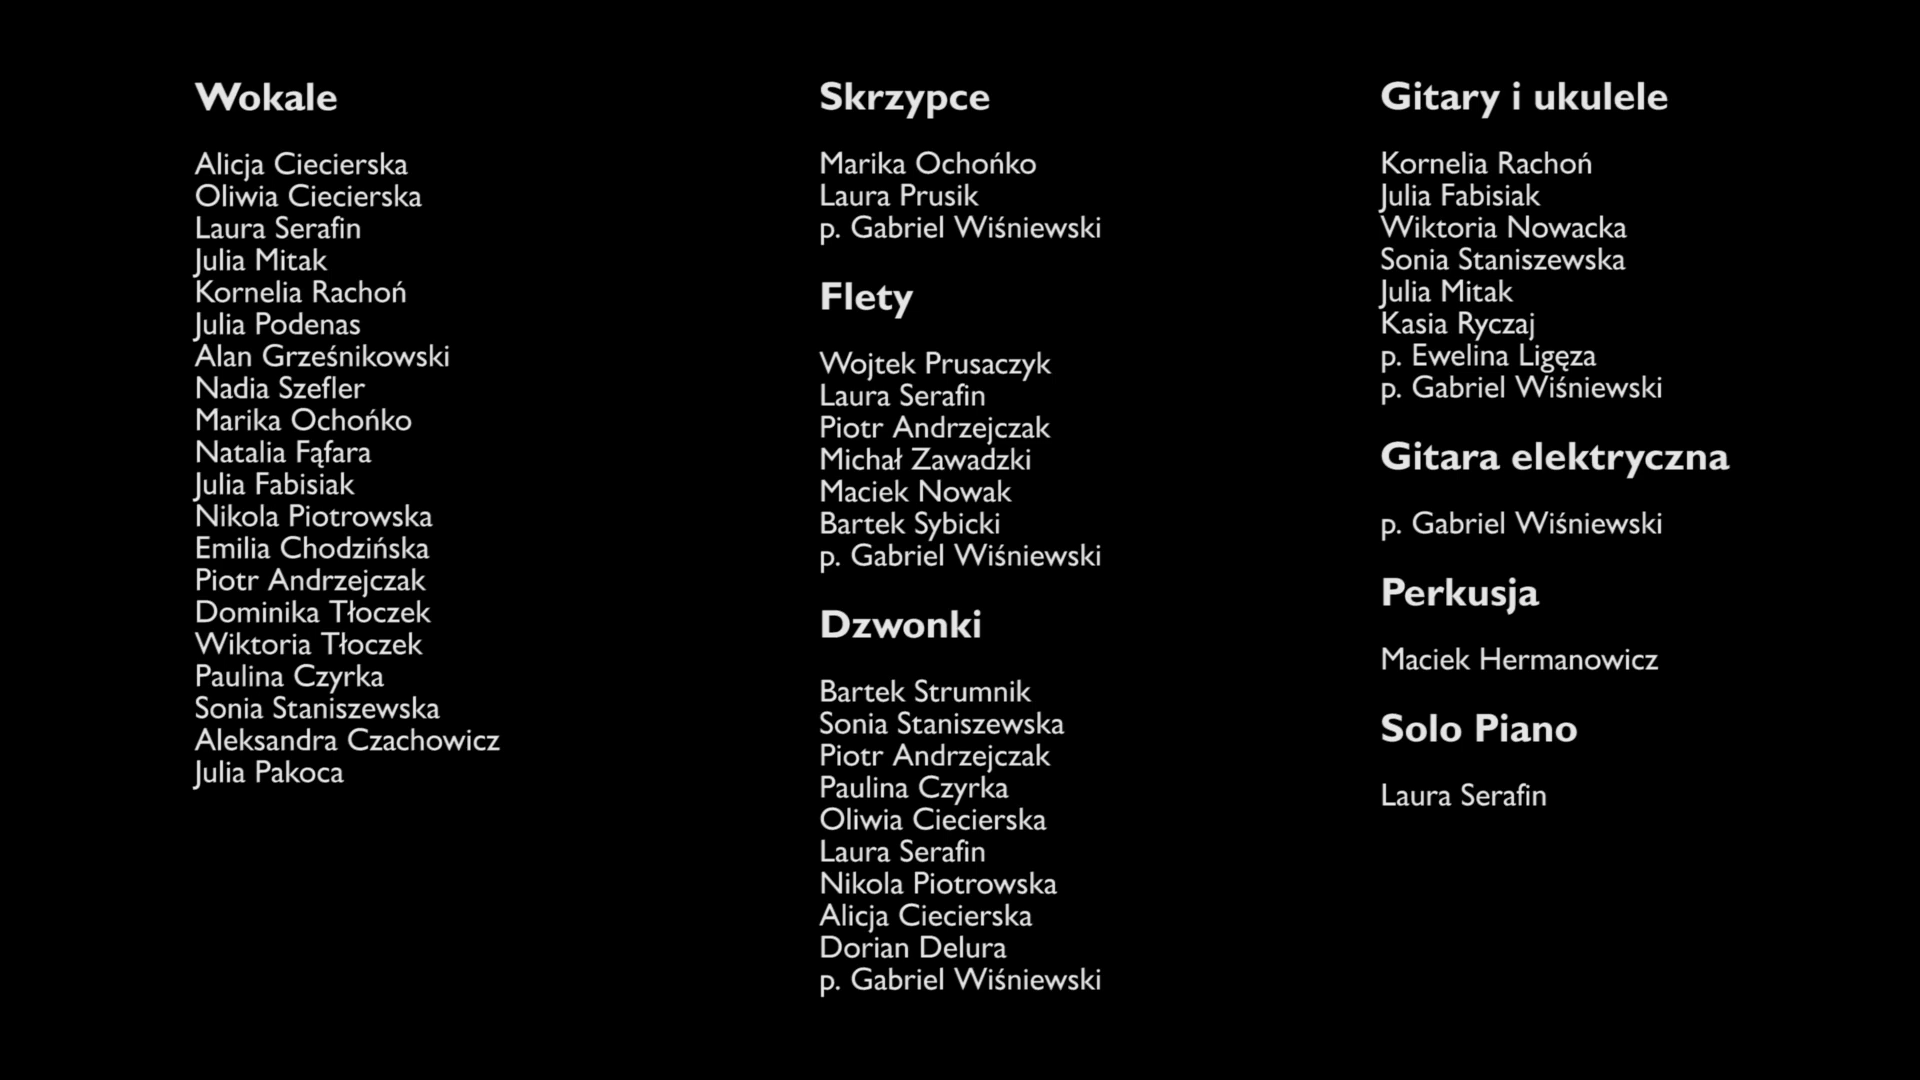 Wokale
Alicja Ciecierska
Oliwia Ciecierska
Laura Serafin
Julia Mitak
Kornelia Rachoń
Julia Podenas
Alan Grześnikowski
Nadia Szefler
Marika Ochońko
Natalia Fąfara
Julia Fabisiak
Nikola Piotrowska
Emilia Chodzińska
Piotr Andrzejczak
Dominika Tłoczek
Wiktoria Tłoczek
Paulina Czyrka
Sonia Staniszewska
Aleksandra Czachowicz
Julia Pakoca
Skrzypce
Marika Ochońko
Laura Prusik
p. Gabriel Wiśniewski
Flety
Wojtek Prusaczyk
Laura Serafin
Piotr Andrzejczak
Michał Zawadzki
Maciek Nowak
Bartek Sybicki
p. Gabriel Wiśniewski
Dzwonki
Bartek Strumnik
Sonia Staniszewska
Piotr Andrzejczak
Paulina Czyrka
Oliwia Ciecierska
Laura Serafin
Nikola Piotrowska
Alicja Ciecierska
Dorian Delura
p. Gabriel Wiśniewski
Gitary i ukulele
Kornelia Rachoń
Julia Fabisiak
Wiktoria Nowacka
Sonia Staniszewska
Julia Mitak
Kasia Ryczaj
p. Ewelina Ligęza
p. Gabriel Wiśniewski
Gitara elektryczna
p. Gabriel Wiśniewski
Perkusja
Maciek Hermanowicz
Solo Piano
Laura Serafin